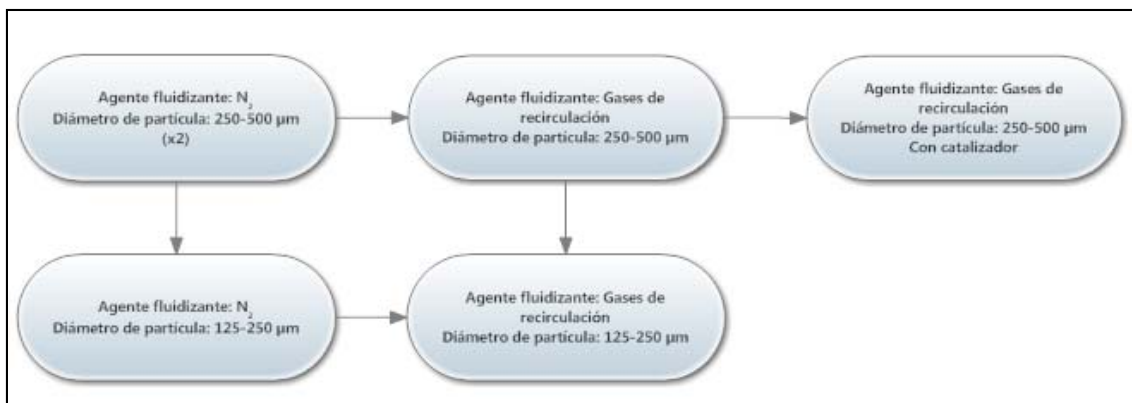 Agente fluidizante: N₂
Diámetro de partícula: 250-500 µm
(x2)
Agente fluidizante: Gases de
recirculación
Diámetro de partícula: 250-500 µm
Agente fluidizante: Gases de
recirculación
Diámetro de partícula: 250-500 µm
Con catalizador
Agente fluidizante: N₂
Diámetro de partícula: 125-250 µm
Agente fluidizante: Gases de
recirculación
Diámetro de partícula: 125-250 µm